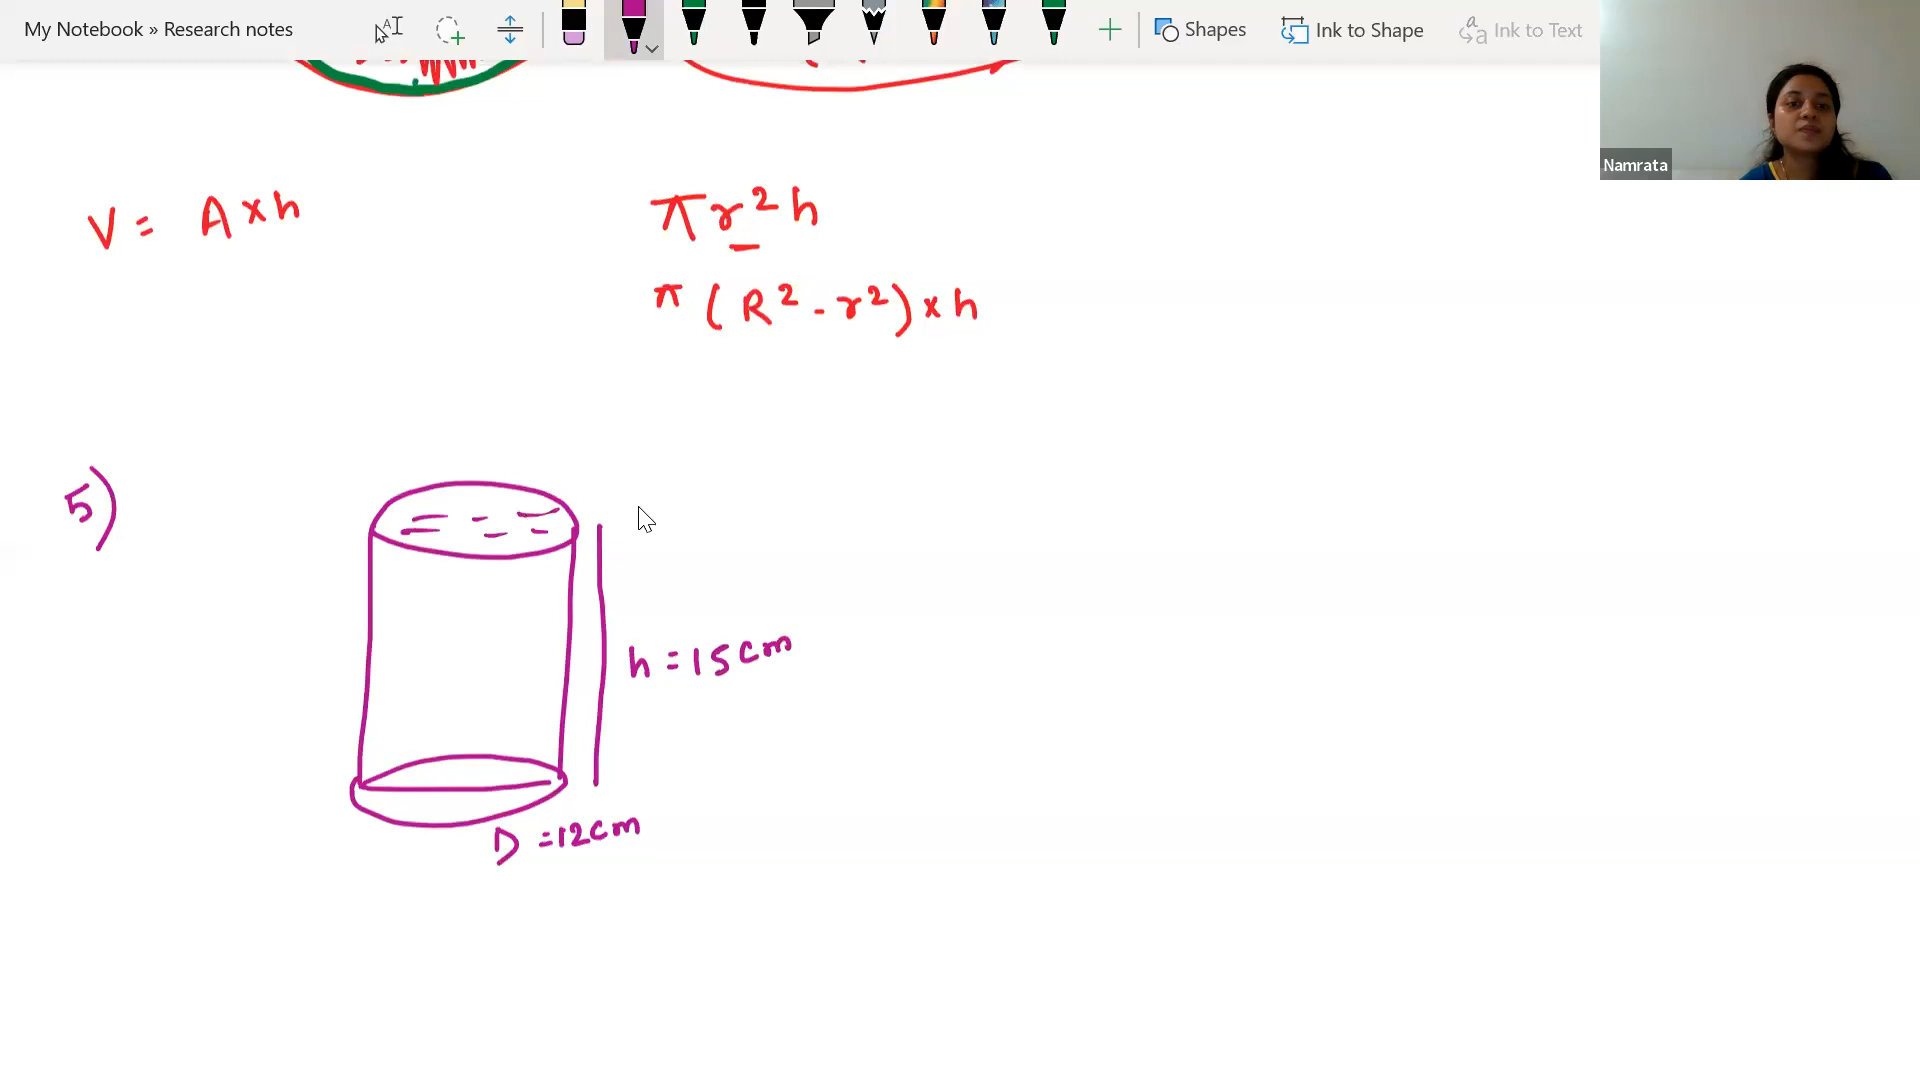 My Notebook » Research notes
Shapes
Ink to Shape
Ink to Text
Namrata
V = A × h
πr²h
π (R² - r²) × h
5)
h = 15cm
D = 12cm